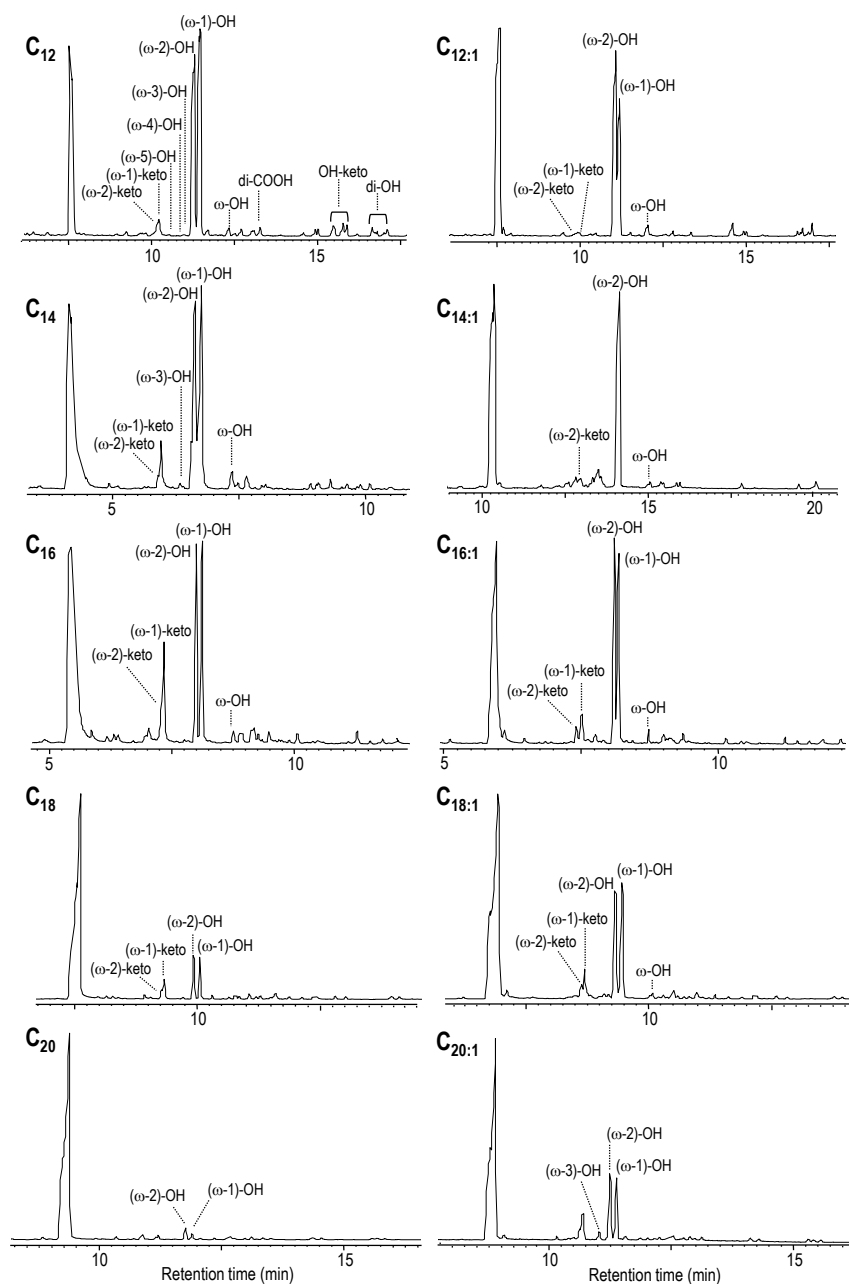 C12
(ω-1)-OH
(ω-2)-OH
(ω-3)-OH
(ω-4)-OH
(ω-5)-OH
(ω-1)-keto
(ω-2)-keto
ω-OH
di-COOH
OH-keto
di-OH
10 15
C12:1
(ω-2)-OH
(ω-1)-OH
(ω-1)-keto
(ω-2)-keto
ω-OH
10 15
C14
(ω-1)-OH
(ω-2)-OH
(ω-3)-OH
(ω-1)-keto
(ω-2)-keto
ω-OH
5 10
C14:1
(ω-2)-OH
(ω-2)-keto
ω-OH
10 15 20
C16
(ω-1)-OH
(ω-2)-OH
(ω-1)-keto
(ω-2)-keto
ω-OH
5 10
C16:1
(ω-2)-OH
(ω-1)-OH
(ω-1)-keto
(ω-2)-keto
ω-OH
5 10
C18
(ω-2)-OH
(ω-1)-keto
(ω-1)-OH
(ω-2)-keto
10
C18:1
(ω-1)-OH
(ω-2)-OH
(ω-1)-keto
(ω-2)-keto
ω-OH
10
C20
(ω-2)-OH
(ω-1)-OH
10 15
Retention time (min)
C20:1
(ω-2)-OH
(ω-3)-OH
(ω-1)-OH
10 15
Retention time (min)